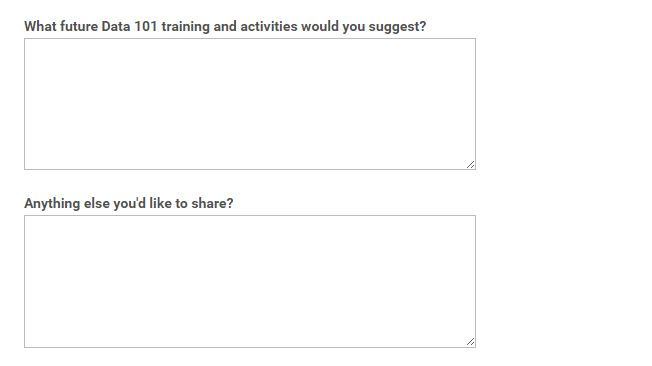 What future Data 101 training and activities would you suggest?
Anything else you'd like to share?